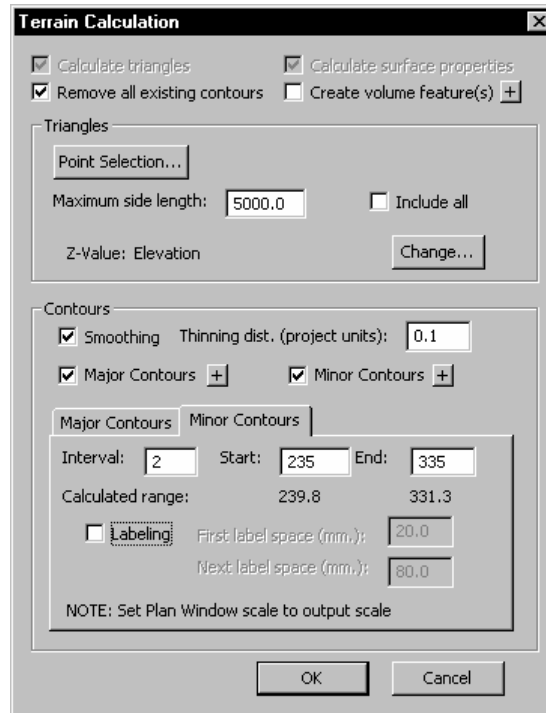 Terrain Calculation
Calculate triangles Calculate surface properties
Remove all existing contours Create volume feature(s) +
Triangles
Point Selection...
Maximum side length: 5000.0 Include all
Z-Value: Elevation Change...
Contours
Smoothing Thinning dist. (project units): 0.1
Major Contours + Minor Contours +
Major Contours Minor Contours
Interval: 2 Start: 235 End: 335
Calculated range: 239.8 331.3
Labeling First label space (mm.): 20.0
Next label space (mm.): 80.0
NOTE: Set Plan Window scale to output scale
OK Cancel